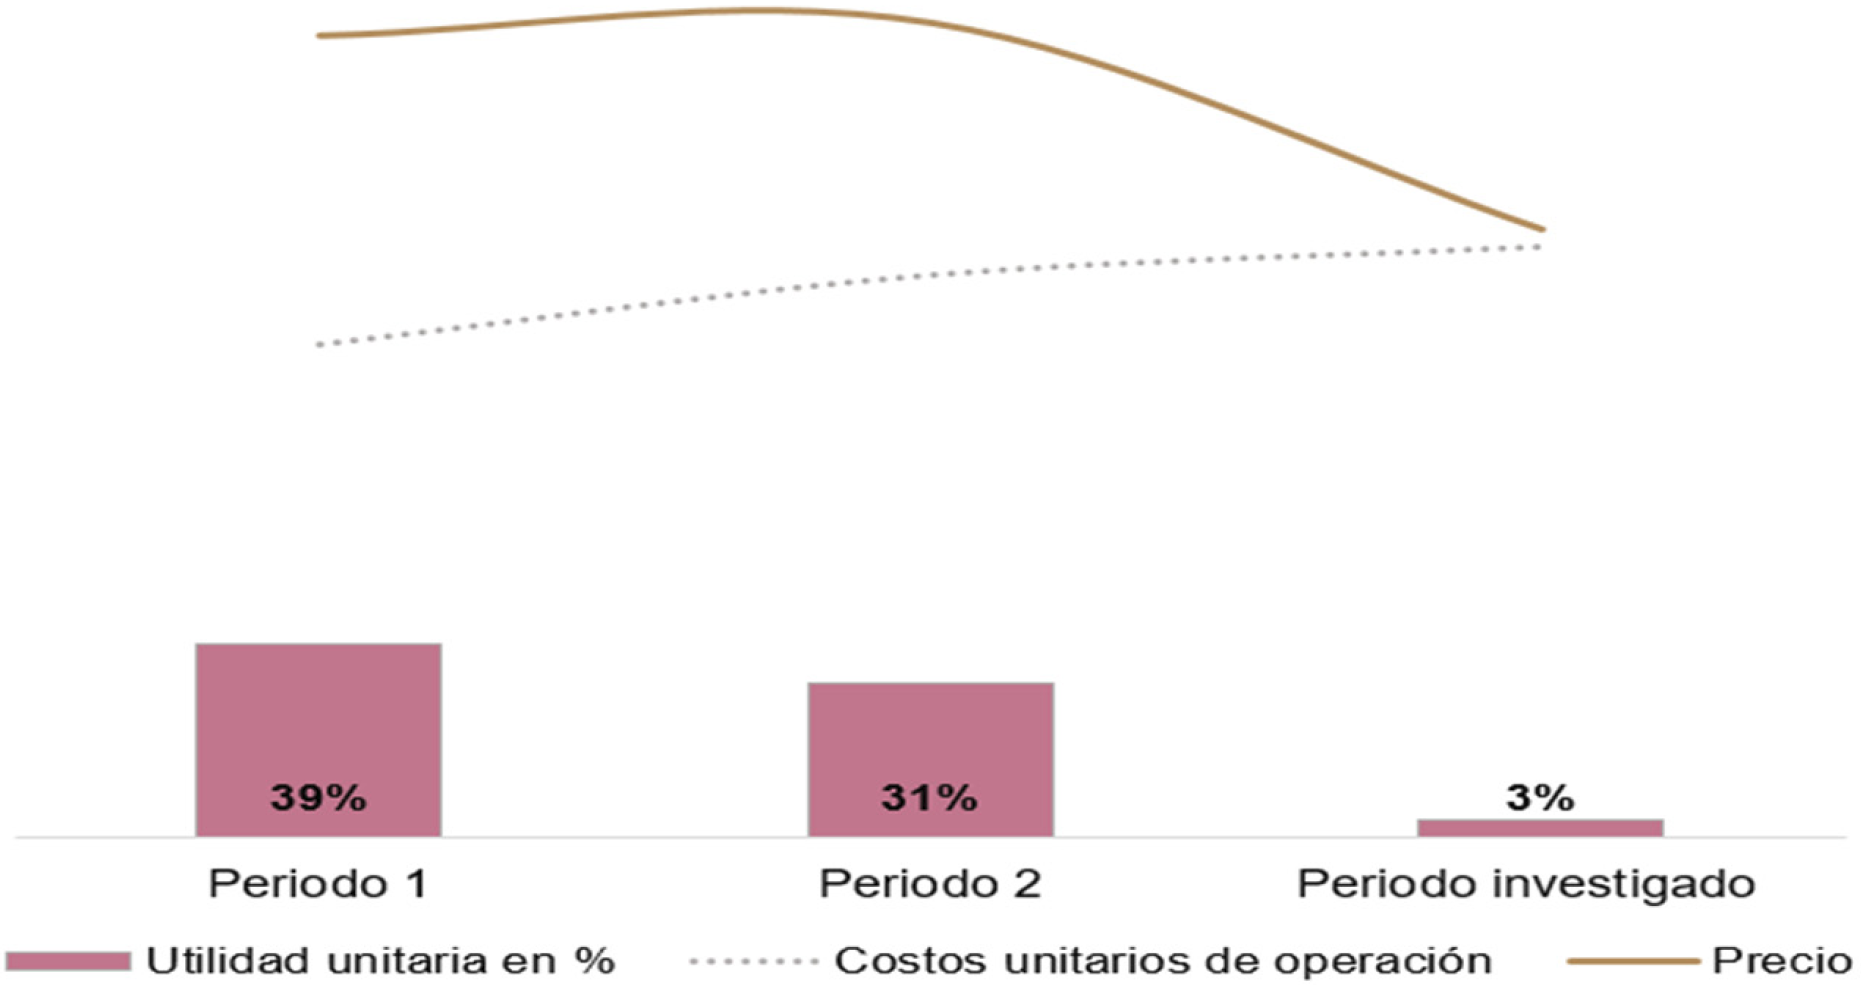 39%
31%
3%
Periodo 1
Periodo 2
Periodo investigado
Utilidad unitaria en %
Costos unitarios de operación
Precio